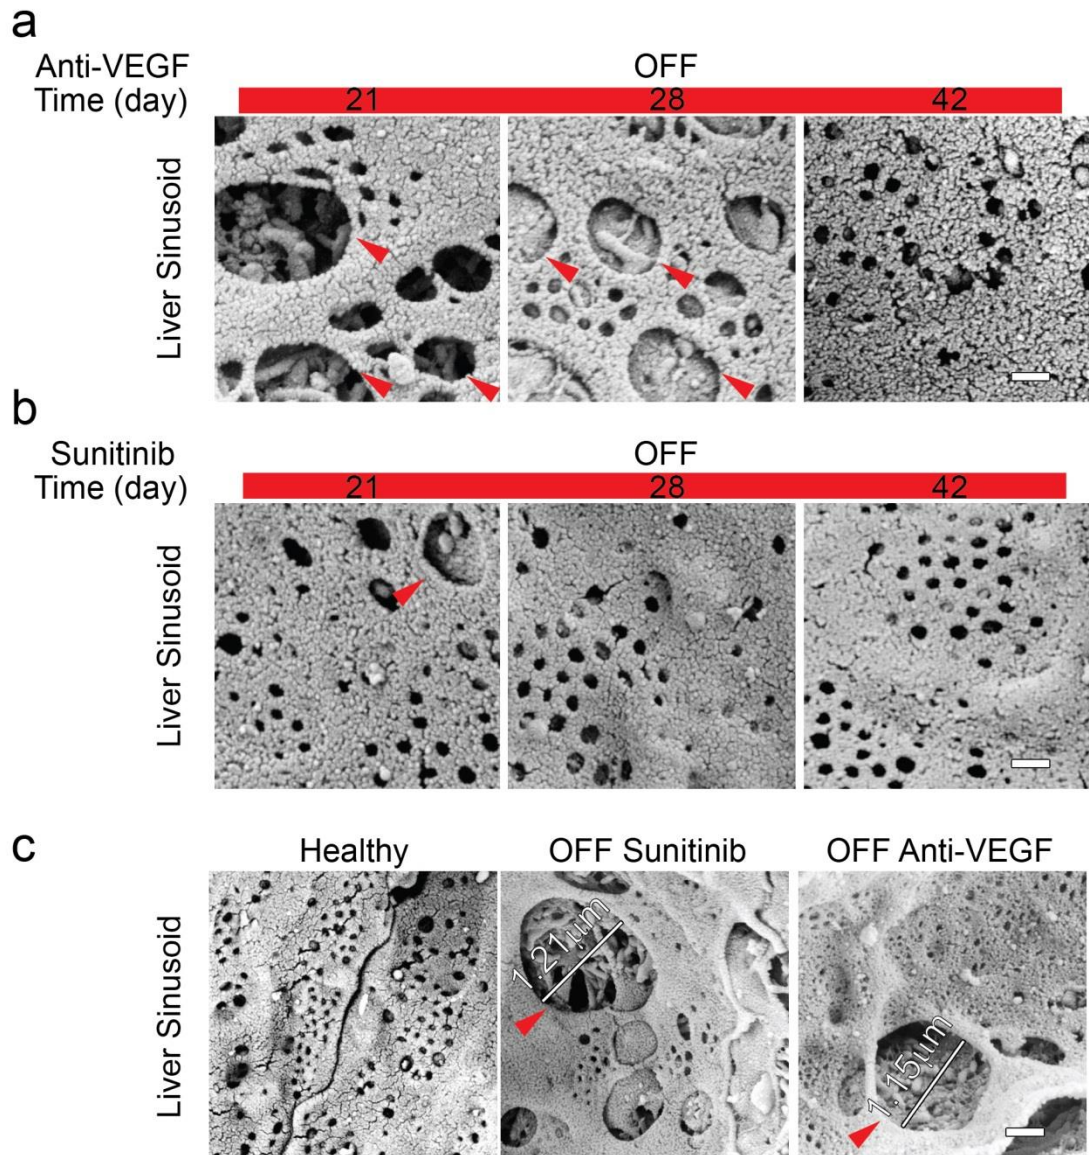 a
Anti-VEGF OFF
Time (day) 21 28 42
Liver Sinusoid
b
Sunitinib OFF
Time (day) 21 28 42
Liver Sinusoid
c
Healthy OFF Sunitinib OFF Anti-VEGF
Liver Sinusoid
1.21μm
1.15μm